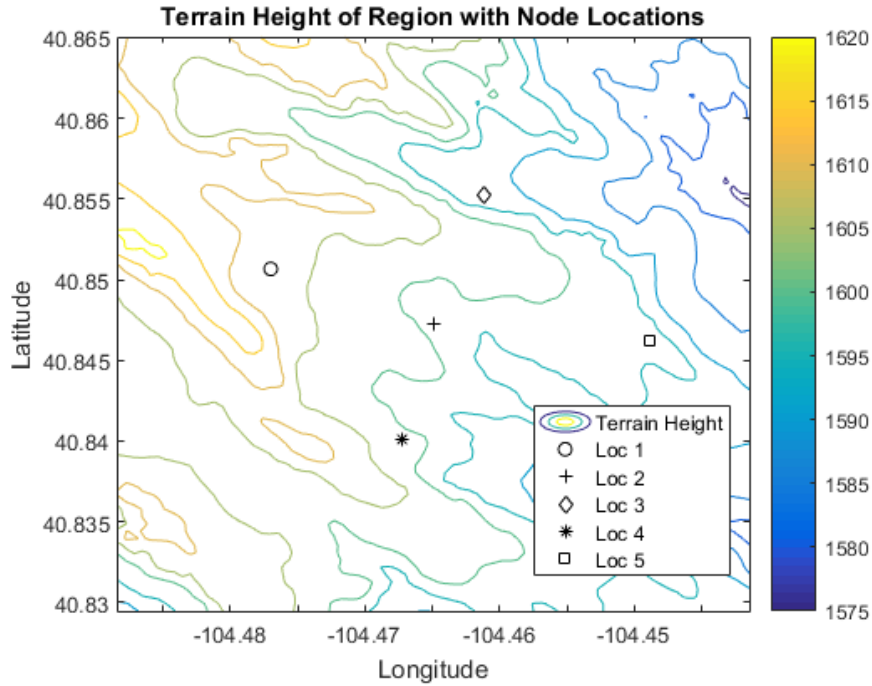 Terrain Height of Region with Node Locations
40.865
40.86
40.855
40.85
40.845
40.84
40.835
40.83
Latitude
-104.48
-104.47
-104.46
-104.45
Longitude
Terrain Height
Loc 1
Loc 2
Loc 3
Loc 4
Loc 5
1620
1615
1610
1605
1600
1595
1590
1585
1580
1575